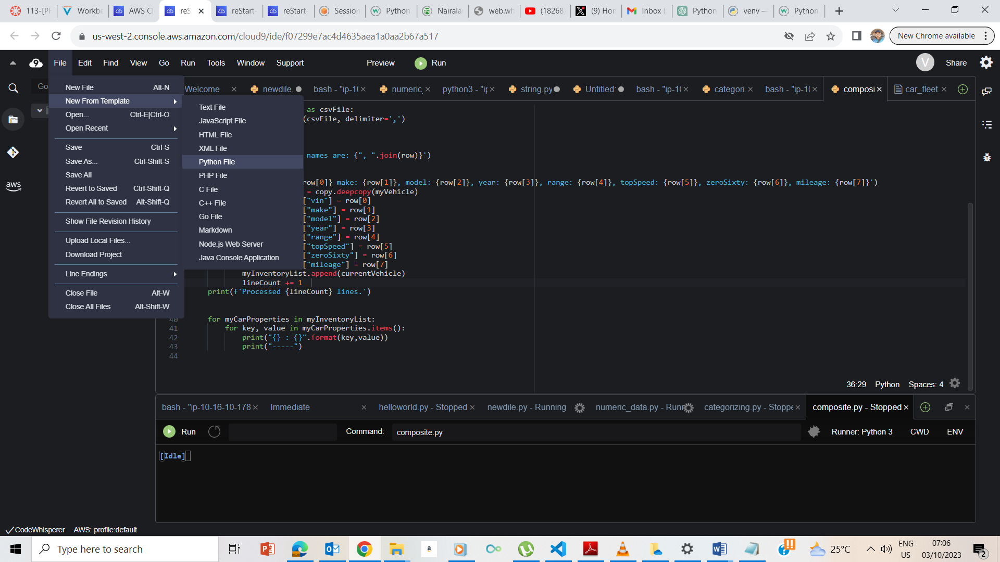 113-[PF
Workbe
AWS Cl
reS
reStart-
reStart-
Session
Python
Nairala
web.wh
(18268)
(9) Hon
Inbox (
Python
venv —
Python
us-west-2.console.aws.amazon.com/cloud9/ide/f07299e7ac4d4635aea1a0aa2b67a517
New Chrome available
File Edit Find View Go Run Tools Window Support Preview Run
V Share
Go
Welcome
newdile.
bash - "ip-1(
numeric_
python3 - "ip
string.py
Untitled
bash - "ip-1(
categori:
bash - "ip-1(
composi
car_fleet.
New File Alt-N
New From Template
Open... Ctrl-E|Ctrl-O
Open Recent
Save Ctrl-S
Save As... Ctrl-Shift-S
Save All
Revert to Saved Ctrl-Shift-Q
Revert All to Saved Alt-Shift-Q
Show File Revision History
Upload Local Files...
Download Project
Line Endings
Close File Alt-W
Close All Files Alt-Shift-W
Text File
JavaScript File
HTML File
XML File
Python File
PHP File
C File
C++ File
Go File
Markdown
Node.js Web Server
Java Console Application
aws
as csvFile:
(csvFile, delimiter=',')
names are: {", ".join(row)}')
row[0]} make: {row[1]}, model: {row[2]}, year: {row[3]}, range: {row[4]}, topSpeed: {row[5]}, zeroSixty: {row[6]}, mileage: {row[7]}')
= copy.deepcopy(myVehicle)
["vin"] = row[0]
["make"] = row[1]
["model"] = row[2]
["year"] = row[3]
["range"] = row[4]
["topSpeed"] = row[5]
["zeroSixty"] = row[6]
["mileage"] = row[7]
myInventoryList.append(currentVehicle)
lineCount += 1
print(f'Processed {lineCount} lines.')
40 for myCarProperties in myInventoryList:
41 for key, value in myCarProperties.items():
42 print("{} : {}".format(key,value))
43 print("-----")
44
36:29 Python Spaces: 4
bash - "ip-10-16-10-178
Immediate
helloworld.py - Stopped
newdile.py - Running
numeric_data.py - Runn
categorizing.py - Stoppe
composite.py - Stopped
Run
Command:
composite.py
Runner: Python 3
CWD
ENV
[Idle]
CodeWhisperer AWS: profile:default
Type here to search
a
25°C
ENG
US
07:06
03/10/2023
2